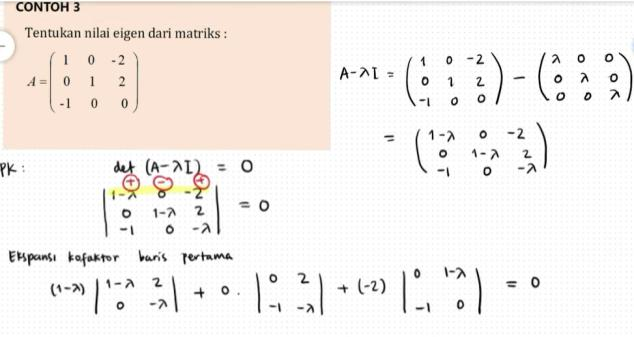 CONTOH 3
Tentukan nilai eigen dari matriks :
A = ( 1 0 -2
0 1 2
-1 0 0 )
A-λI = ( 1 0 -2
0 1 2
-1 0 0 ) - ( λ 0 0
0 λ 0
0 0 λ )
= ( 1-λ 0 -2
0 1-λ 2
-1 0 -λ )
PK : det (A-λI) = 0
+ - +
| 1-λ 0 -2
0 1-λ 2
-1 0 -λ | = 0
Ekspansi kofaktor baris pertama
(1-λ) | 1-λ 2
0 -λ | + 0. | 0 2
-1 -λ | + (-2) | 0 1-λ
-1 0 | = 0